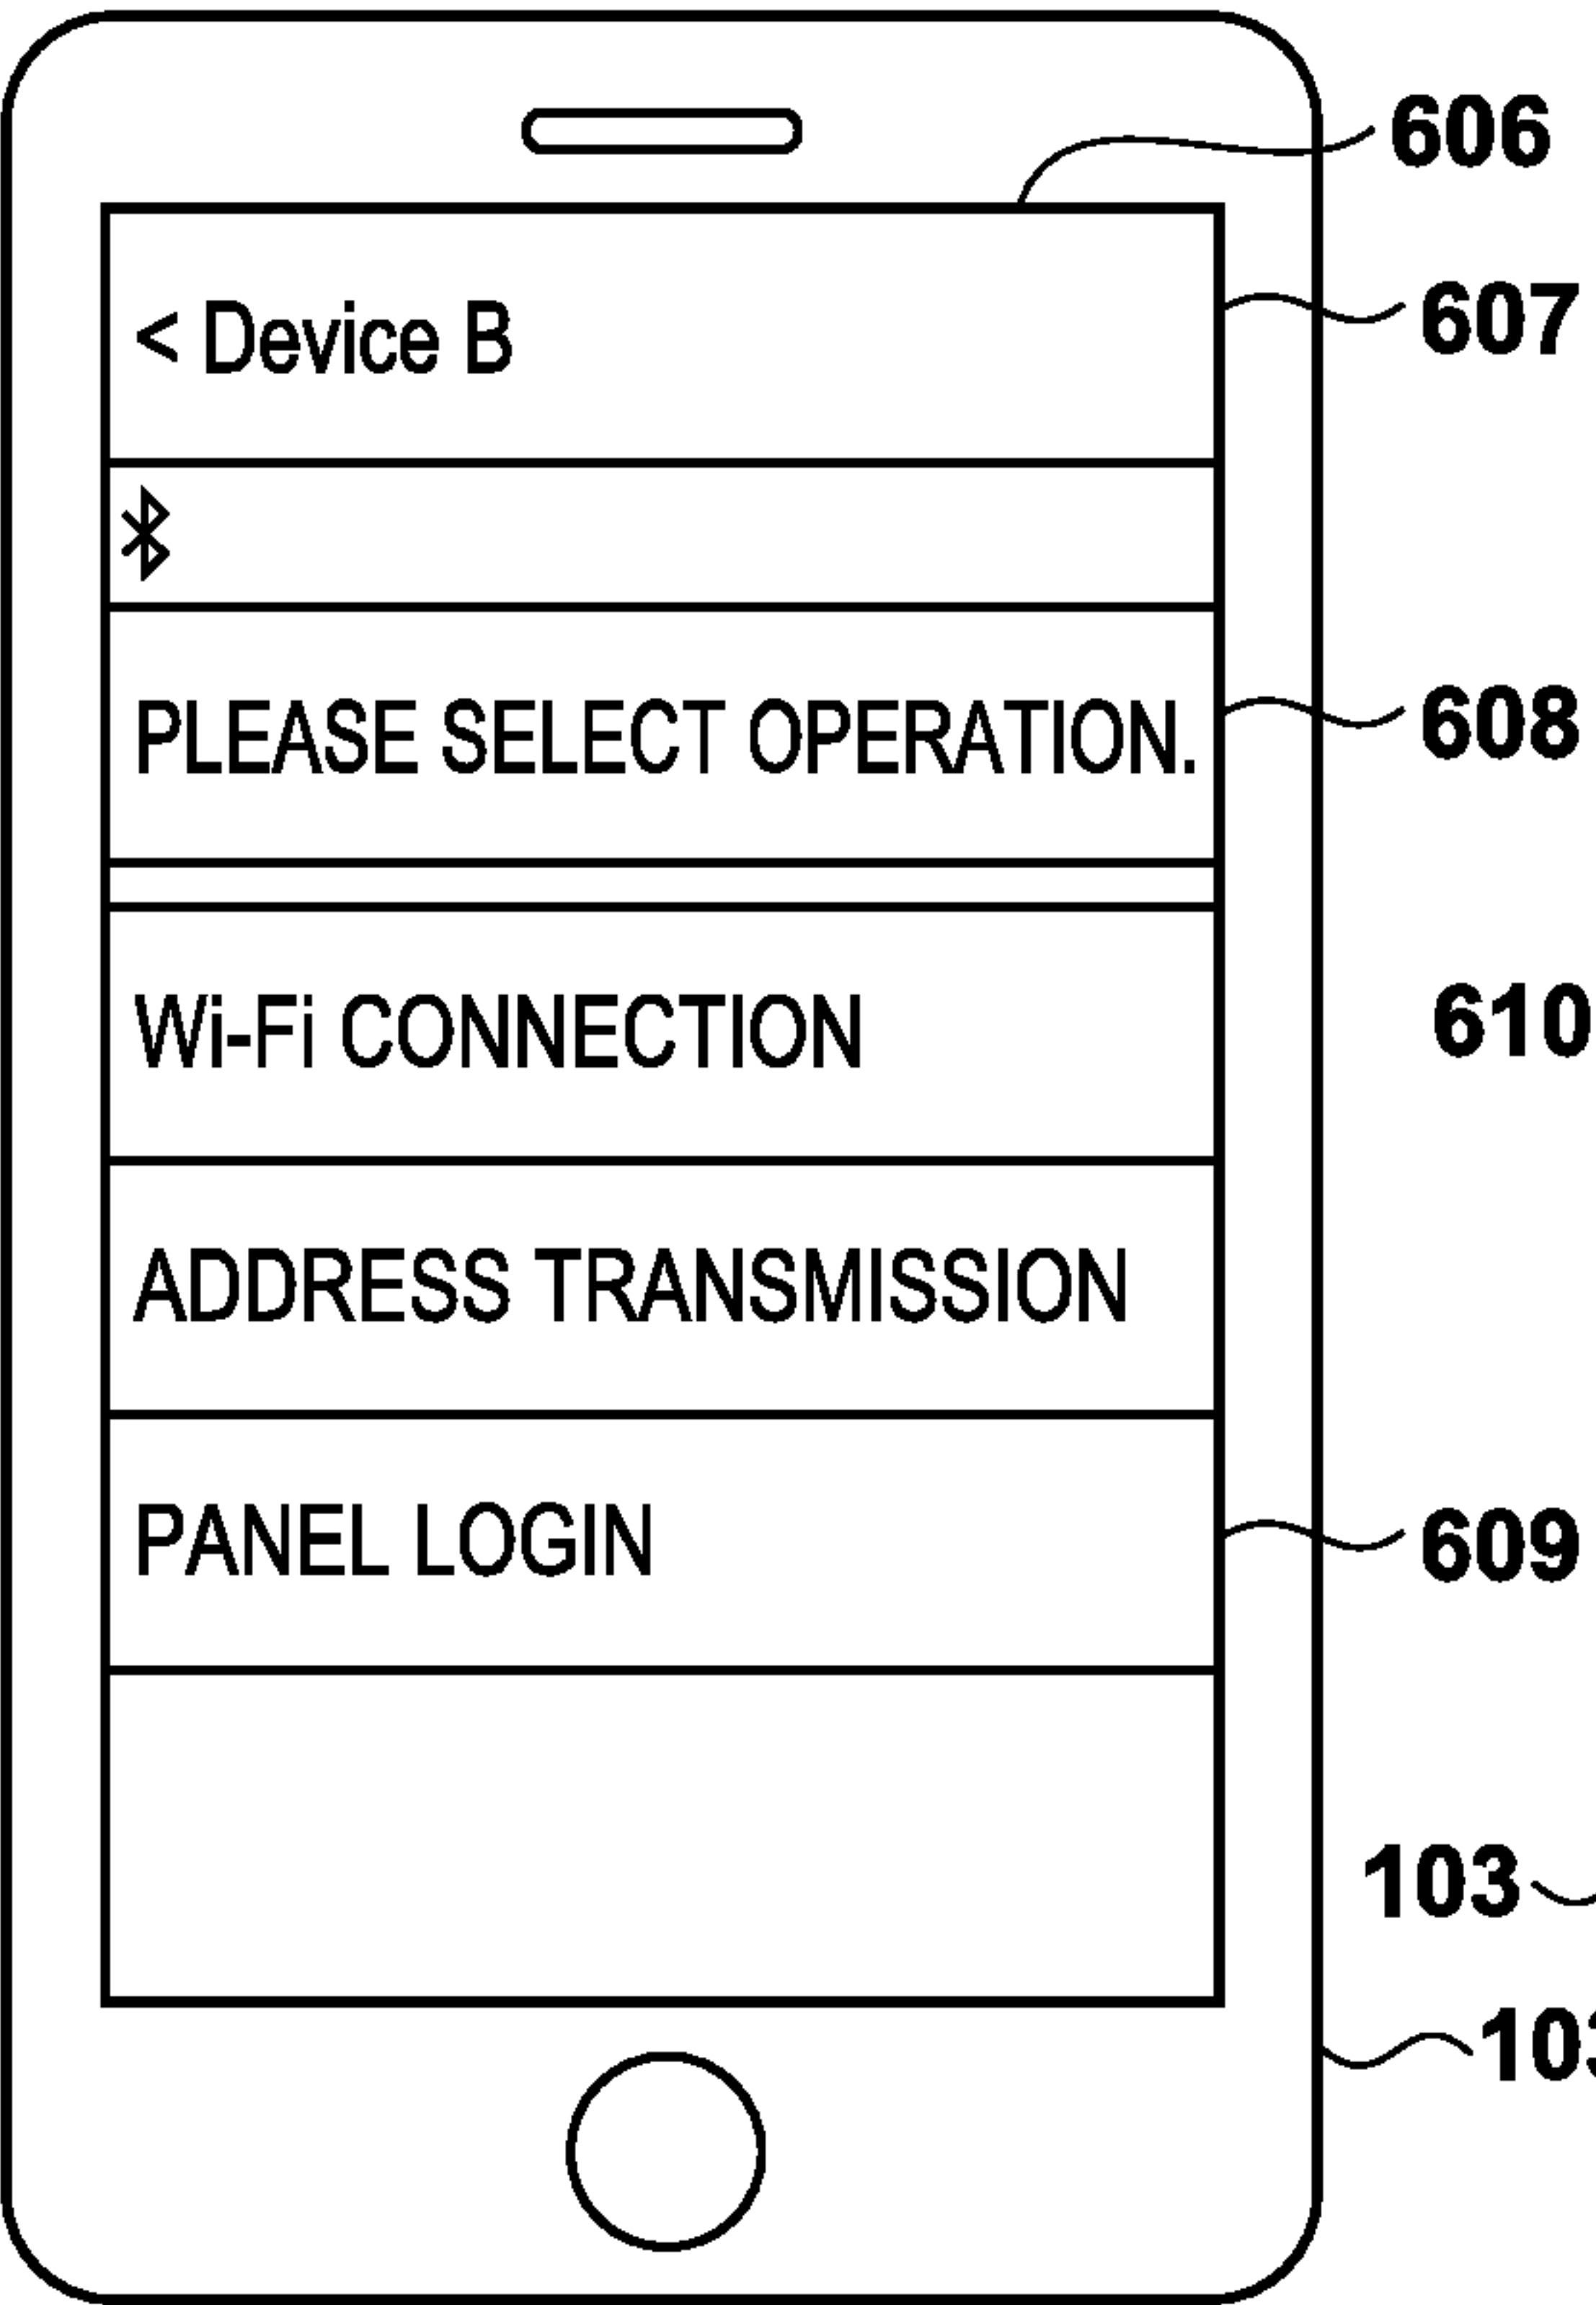 606
< Device B
607
PLEASE SELECT OPERATION.
608
Wi-Fi CONNECTION
610
ADDRESS TRANSMISSION
PANEL LOGIN
609
103